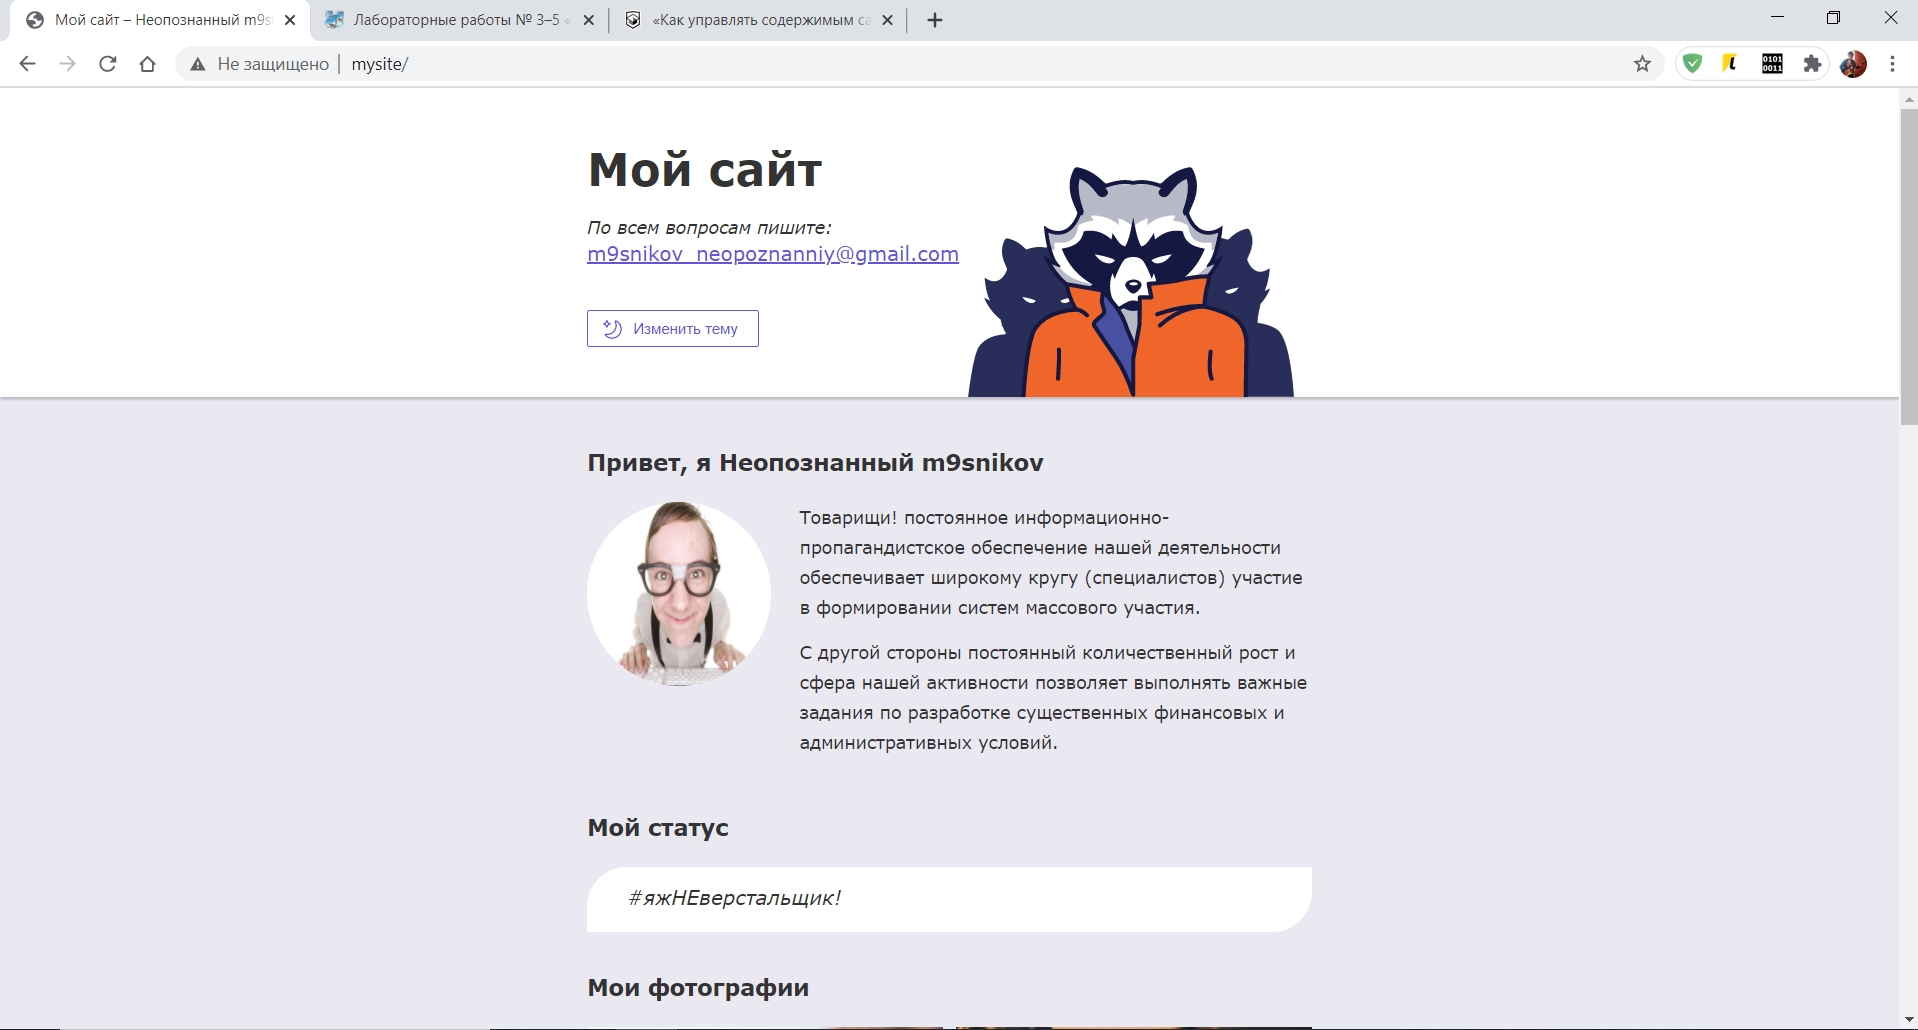 Мой сайт – Неопознанный m9s
Лабораторные работы № 3–5 «
«Как управлять содержимым са
Не защищено
mysite/
0101
0011
Мой сайт
По всем вопросам пишите:
m9snikov_neopoznanniy@gmail.com
Изменить тему
Привет, я Неопознанный m9snikov
Товарищи! постоянное информационно-
пропагандистское обеспечение нашей деятельности
обеспечивает широкому кругу (специалистов) участие
в формировании систем массового участия.
С другой стороны постоянный количественный рост и
сфера нашей активности позволяет выполнять важные
задания по разработке существенных финансовых и
административных условий.
Мой статус
#яжНЕверстальщик!
Мои фотографии